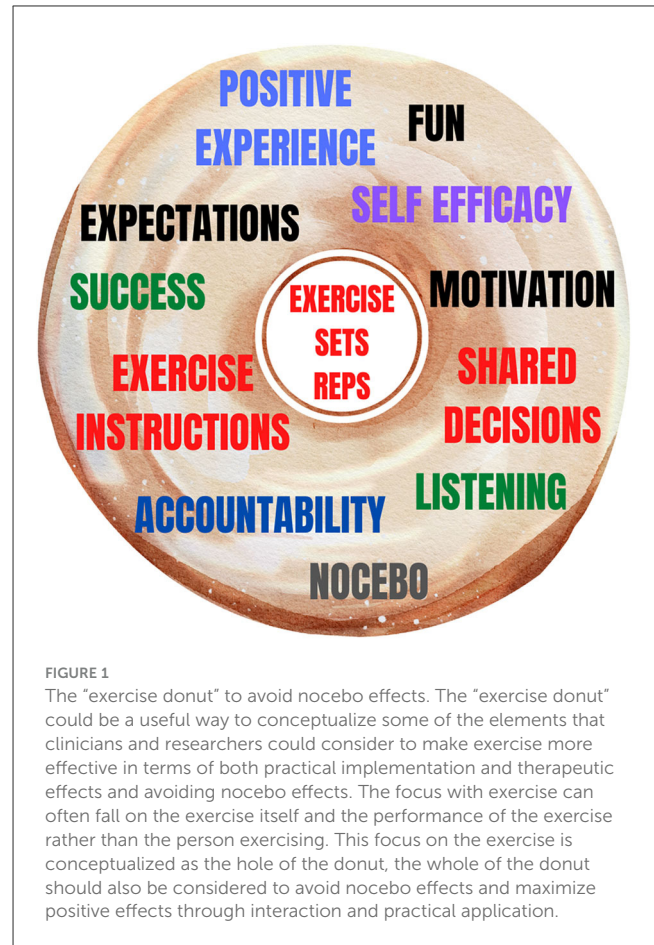 POSITIVE
EXPERIENCE
FUN
SELF EFFICACY
EXPECTATIONS
SUCCESS
MOTIVATION
EXERCISE
SETS
REPS
EXERCISE
INSTRUCTIONS
SHARED
DECISIONS
LISTENING
ACCOUNTABILITY
NOCEBO
FIGURE 1
The "exercise donut" to avoid nocebo effects. The "exercise donut"
could be a useful way to conceptualize some of the elements that
clinicians and researchers could consider to make exercise more
effective in terms of both practical implementation and therapeutic
effects and avoiding nocebo effects. The focus with exercise can
often fall on the exercise itself and the performance of the exercise
rather than the person exercising. This focus on the exercise is
conceptualized as the hole of the donut, the whole of the donut
should also be considered to avoid nocebo effects and maximize
positive effects through interaction and practical application.